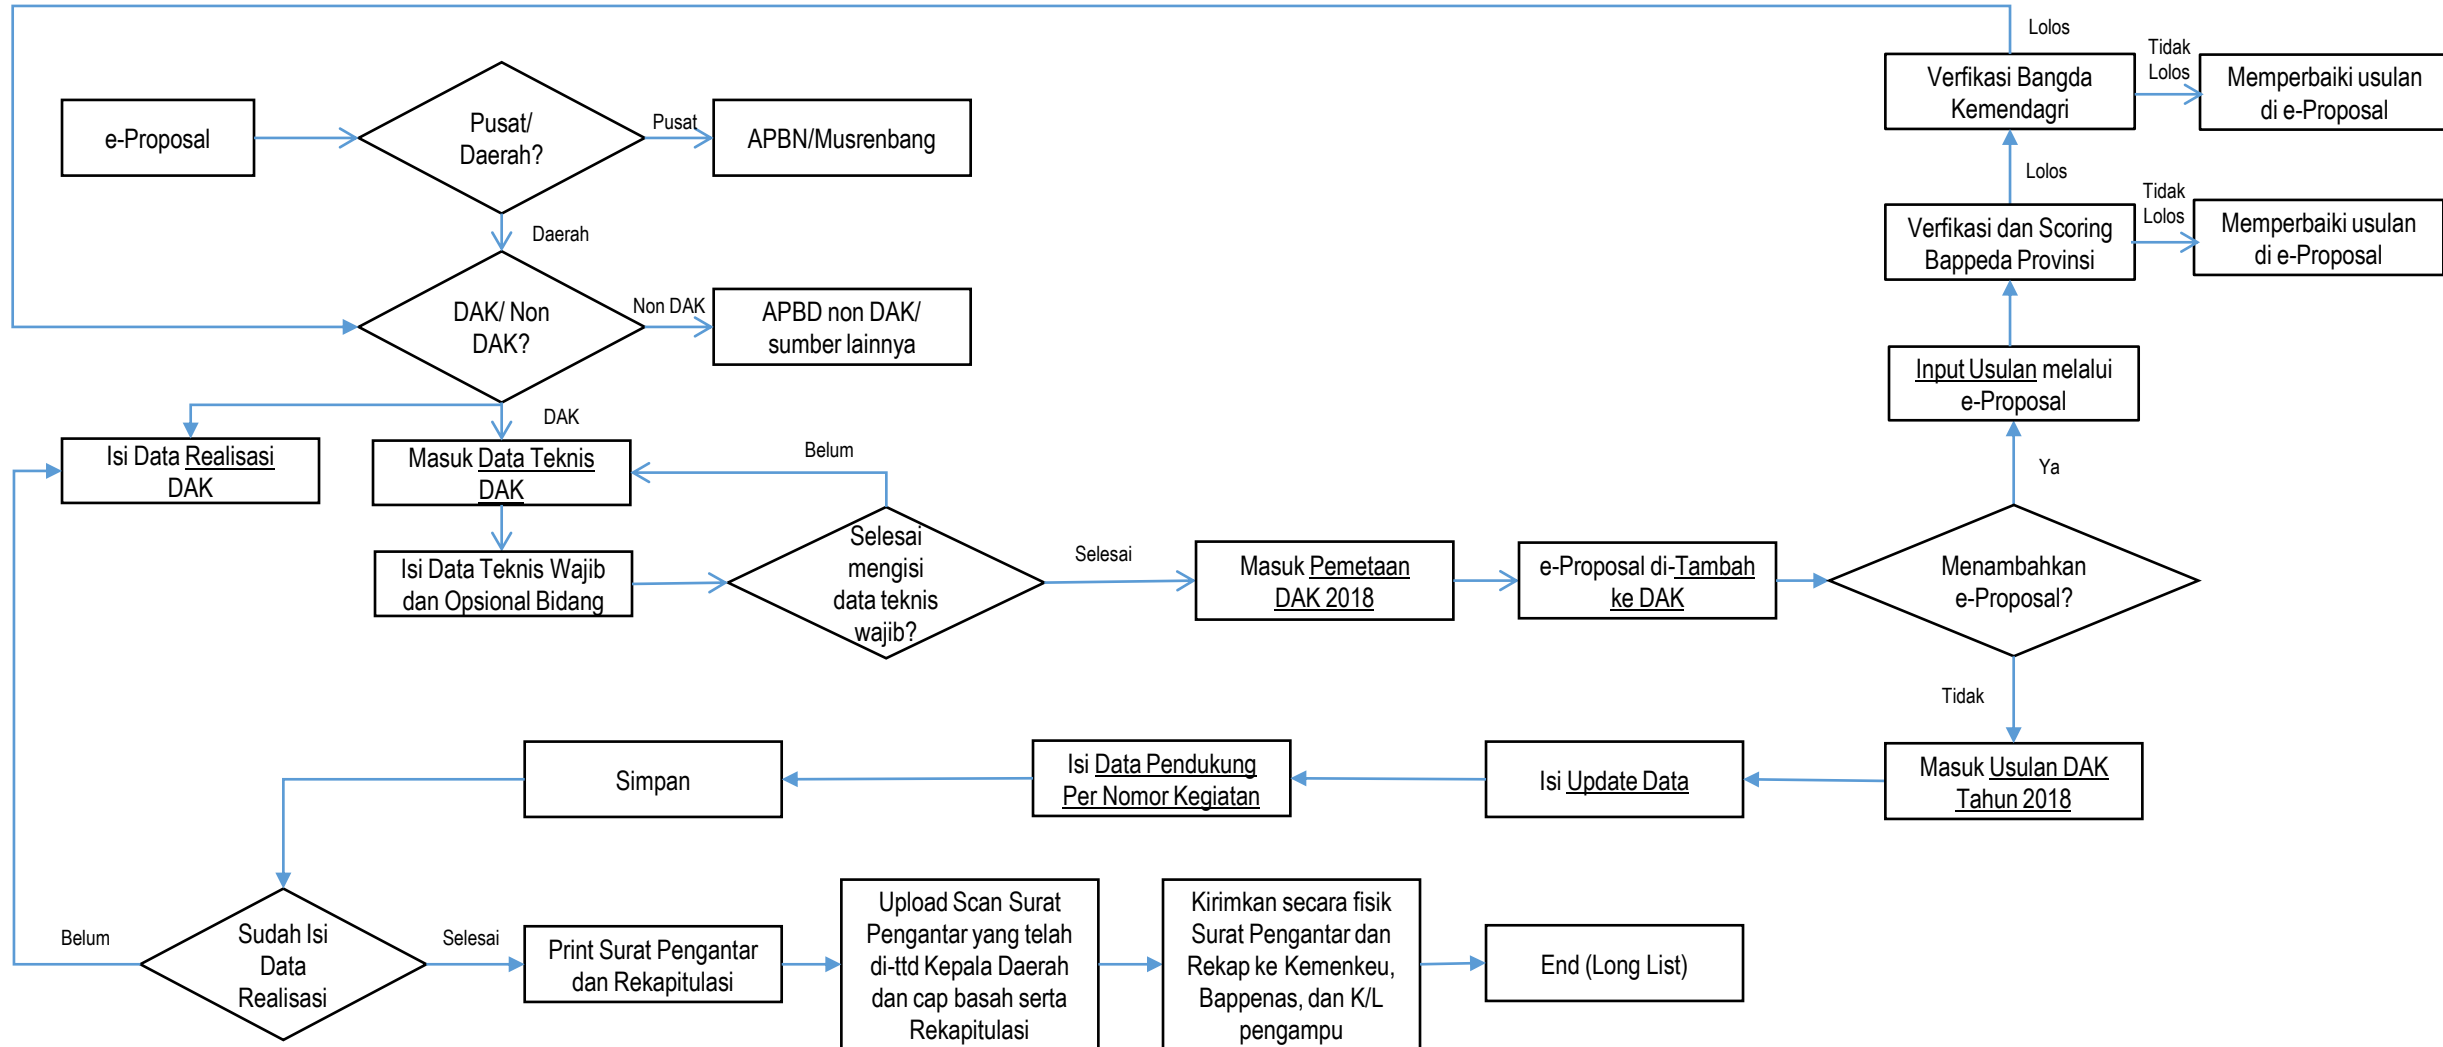 Lolos
Verfikasi Bangda
Kemendagri
Tidak
Lolos
Memperbaiki usulan
di e-Proposal
e-Proposal
Pusat/
Daerah?
Pusat
APBN/Musrenbang
Lolos
Daerah
Verfikasi dan Scoring
Bappeda Provinsi
Tidak
Lolos
Memperbaiki usulan
di e-Proposal
DAK/ Non
DAK?
Non DAK
APBD non DAK/
sumber lainnya
Input Usulan melalui
e-Proposal
DAK
Isi Data Realisasi
DAK
Masuk Data Teknis
DAK
Belum
Ya
Isi Data Teknis Wajib
dan Opsional Bidang
Selesai
mengisi
data teknis
wajib?
Selesai
Masuk Pemetaan
DAK 2018
e-Proposal di-Tambah
ke DAK
Menambahkan
e-Proposal?
Tidak
Simpan
Isi Data Pendukung
Per Nomor Kegiatan
Isi Update Data
Masuk Usulan DAK
Tahun 2018
Belum
Sudah Isi
Data
Realisasi
Selesai
Print Surat Pengantar
dan Rekapitulasi
Upload Scan Surat
Pengantar yang telah
di-ttd Kepala Daerah
dan cap basah serta
Rekapitulasi
Kirimkan secara fisik
Surat Pengantar dan
Rekap ke Kemenkeu,
Bappenas, dan K/L
pengampu
End (Long List)